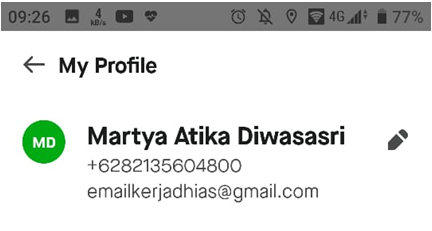 09:26 4 kB/s 4G 77%
My Profile
MD
Martya Atika Diwasasri
+6282135604800
emailkerjadhias@gmail.com